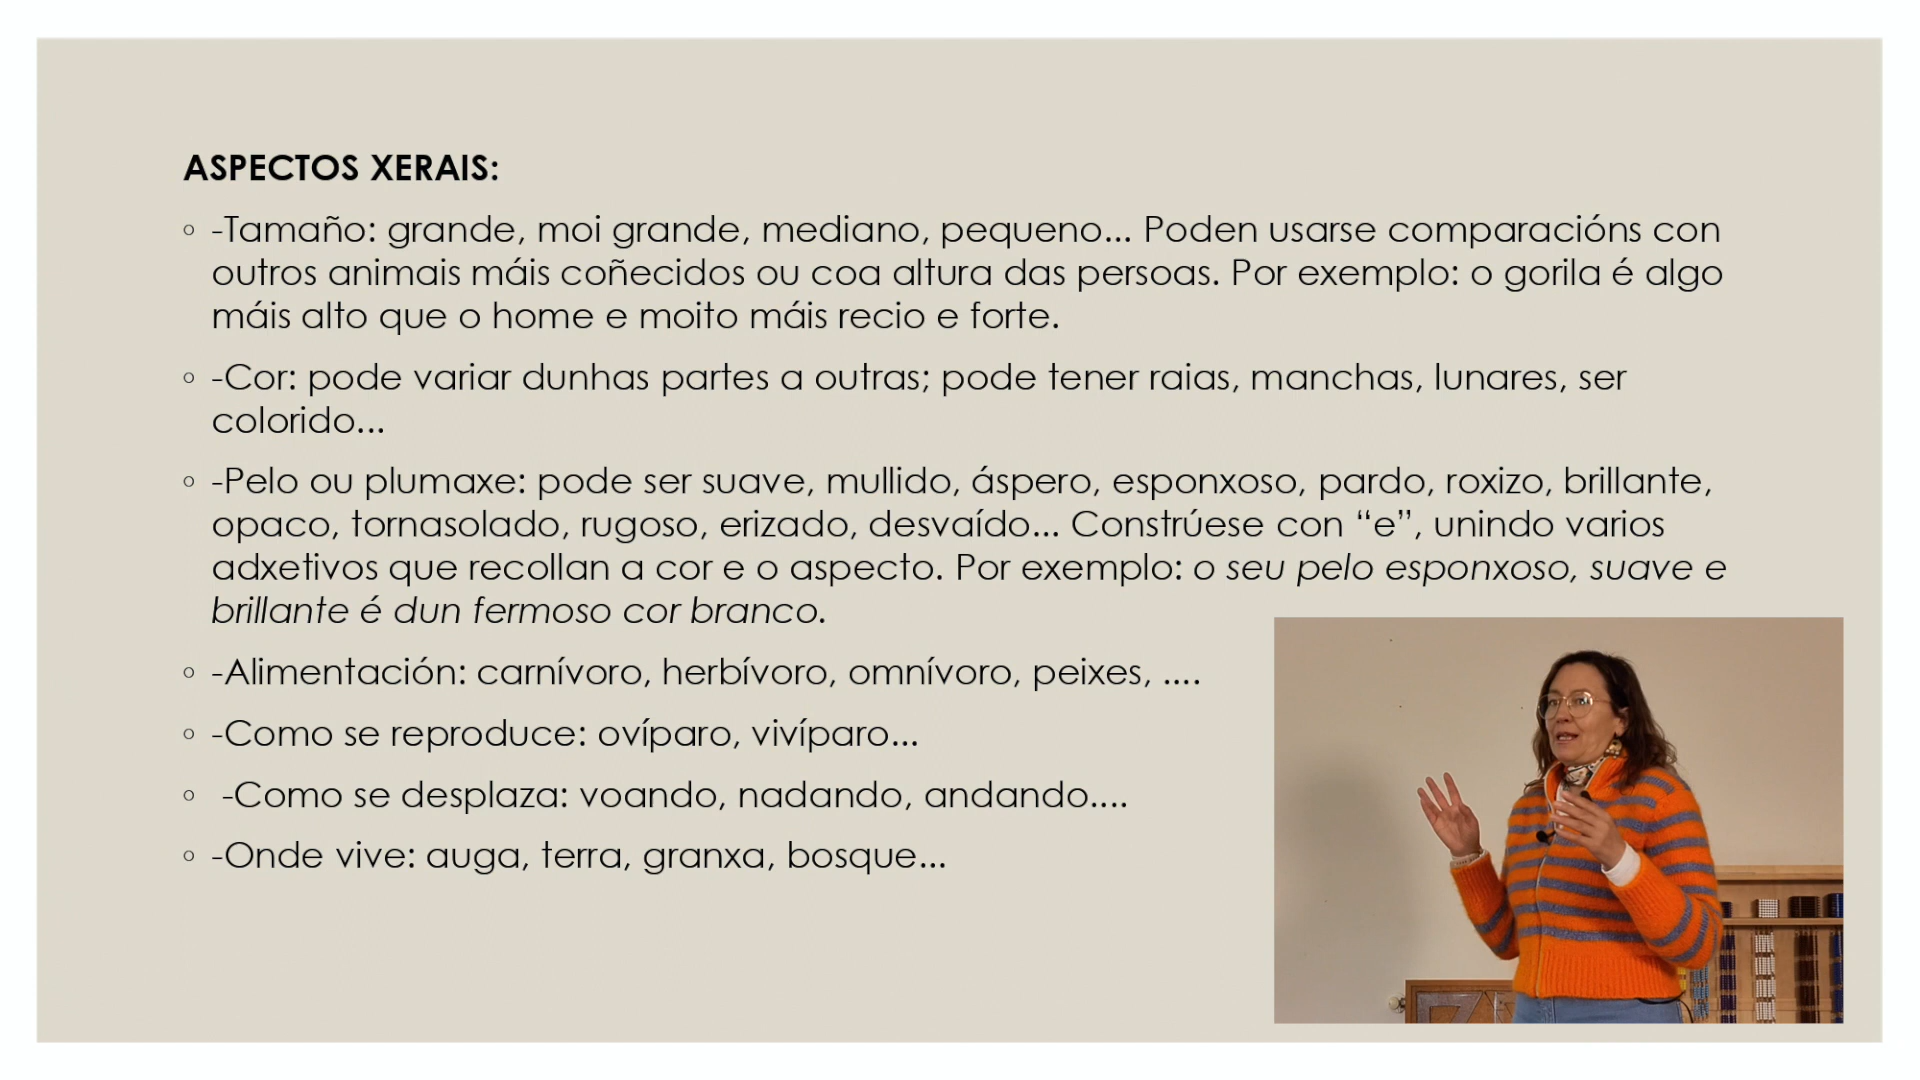 ASPECTOS XERAIS:
◦ -Tamaño: grande, moi grande, mediano, pequeno... Poden usarse comparacións con
outros animais máis coñecidos ou coa altura das persoas. Por exemplo: o gorila é algo
máis alto que o home e moito máis recio e forte.
◦ -Cor: pode variar dunhas partes a outras; pode tener raias, manchas, lunares, ser
colorido...
◦ -Pelo ou plumaxe: pode ser suave, mullido, áspero, esponxoso, pardo, roxizo, brillante,
opaco, tornasolado, rugoso, erizado, desvaído... Constrúese con “e”, unindo varios
adxetivos que recollan a cor e o aspecto. Por exemplo: o seu pelo esponxoso, suave e
brillante é dun fermoso cor branco.
◦ -Alimentación: carnívoro, herbívoro, omnívoro, peixes, ....
◦ -Como se reproduce: ovíparo, vivíparo...
◦ -Como se desplaza: voando, nadando, andando....
◦ -Onde vive: auga, terra, granxa, bosque...